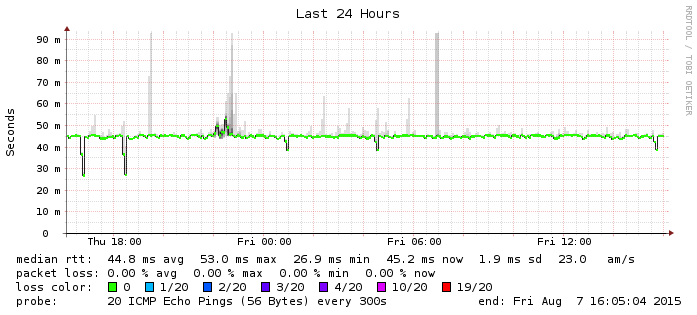 Last 24 Hours
RRDTOOL / TOBI OETIKER
Seconds
90 m
80 m
70 m
60 m
50 m
40 m
30 m
20 m
10 m
0
Thu 18:00 Fri 00:00 Fri 06:00 Fri 12:00
median rtt: 44.8 ms avg 53.0 ms max 26.9 ms min 45.2 ms now 1.9 ms sd 23.0 am/s
packet loss: 0.00 % avg 0.00 % max 0.00 % min 0.00 % now
loss color: 0 1/20 2/20 3/20 4/20 10/20 19/20
probe: 20 ICMP Echo Pings (56 Bytes) every 300s end: Fri Aug 7 16:05:04 2015